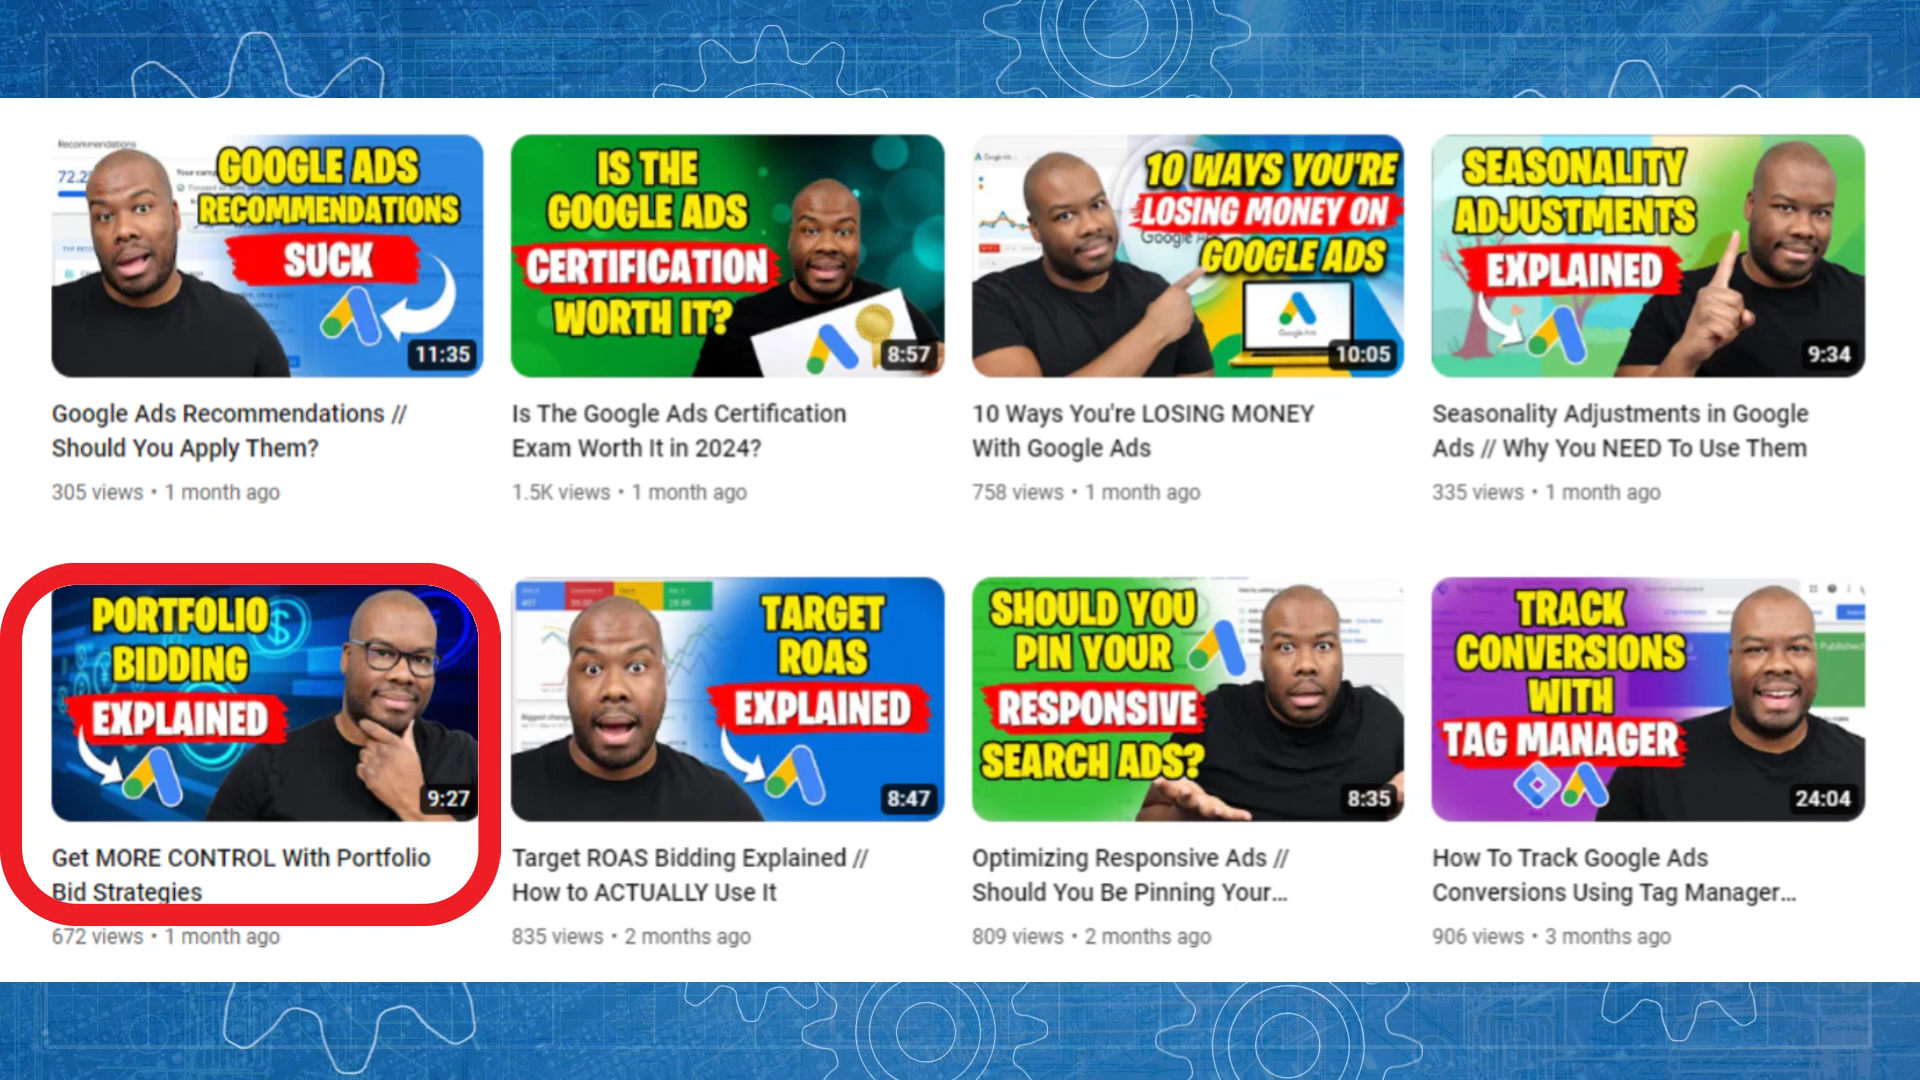 Recommendations
72.2
GOOGLE ADS
RECOMMENDATIONS
SUCK
11:35
IS THE
GOOGLE ADS
CERTIFICATION
WORTH IT?
8:57
10 WAYS YOU'RE
LOSING MONEY ON
GOOGLE ADS
Google Ads
10:05
SEASONALITY
ADJUSTMENTS
EXPLAINED
9:34
Google Ads Recommendations //
Should You Apply Them?
305 views • 1 month ago
Is The Google Ads Certification
Exam Worth It in 2024?
1.5K views • 1 month ago
10 Ways You're LOSING MONEY
With Google Ads
758 views • 1 month ago
Seasonality Adjustments in Google
Ads // Why You NEED To Use Them
335 views • 1 month ago
PORTFOLIO
BIDDING
EXPLAINED
9:27
TARGET
ROAS
EXPLAINED
8:47
SHOULD YOU
PIN YOUR
RESPONSIVE
SEARCH ADS?
8:35
TRACK
CONVERSIONS
WITH
TAG MANAGER
Published
24:04
Get MORE CONTROL With Portfolio
Bid Strategies
672 views • 1 month ago
Target ROAS Bidding Explained //
How to ACTUALLY Use It
835 views • 2 months ago
Optimizing Responsive Ads //
Should You Be Pinning Your...
809 views • 2 months ago
How To Track Google Ads
Conversions Using Tag Manager...
906 views • 3 months ago